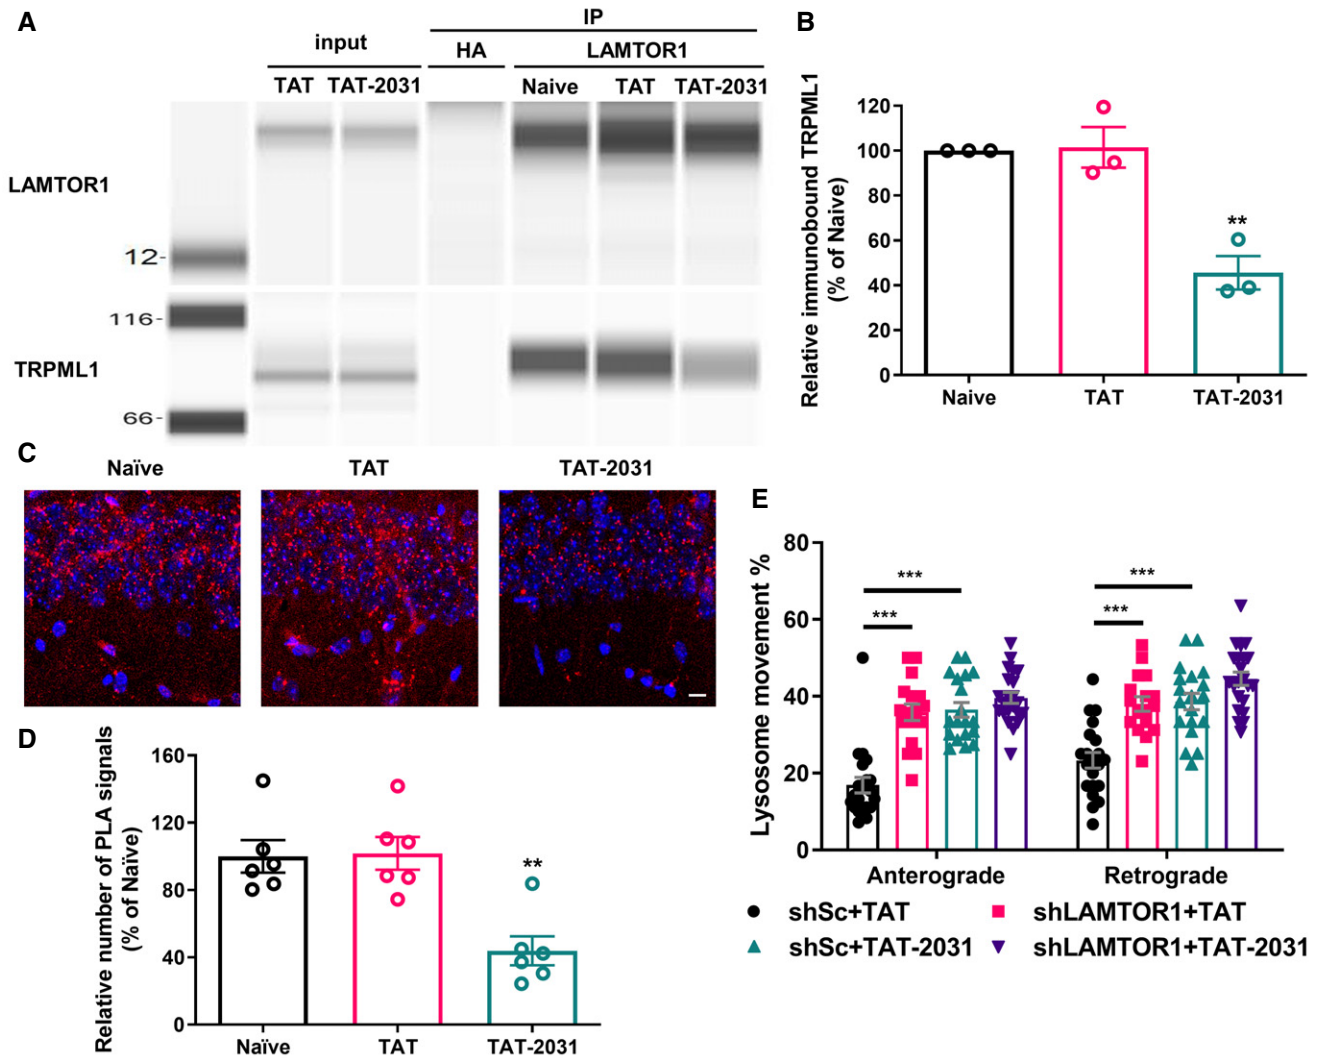 A
IP
input
HA
LAMTOR1
TAT
TAT-2031
Naive
TAT
TAT-2031
LAMTOR1
12-
116-
TRPML1
66-
B
Relative immunobound TRPML1
(% of Naive)
120
100
80
60
40
20
0
**
Naive
TAT
TAT-2031
C
Naïve
TAT
TAT-2031
D
Relative number of PLA signals
(% of Naïve)
160
120
80
40
0
**
Naïve
TAT
TAT-2031
E
Lysosome movement %
80
60
40
20
0
***
***
***
***
Anterograde
Retrograde
shSc+TAT
shLAMTOR1+TAT
shSc+TAT-2031
shLAMTOR1+TAT-2031